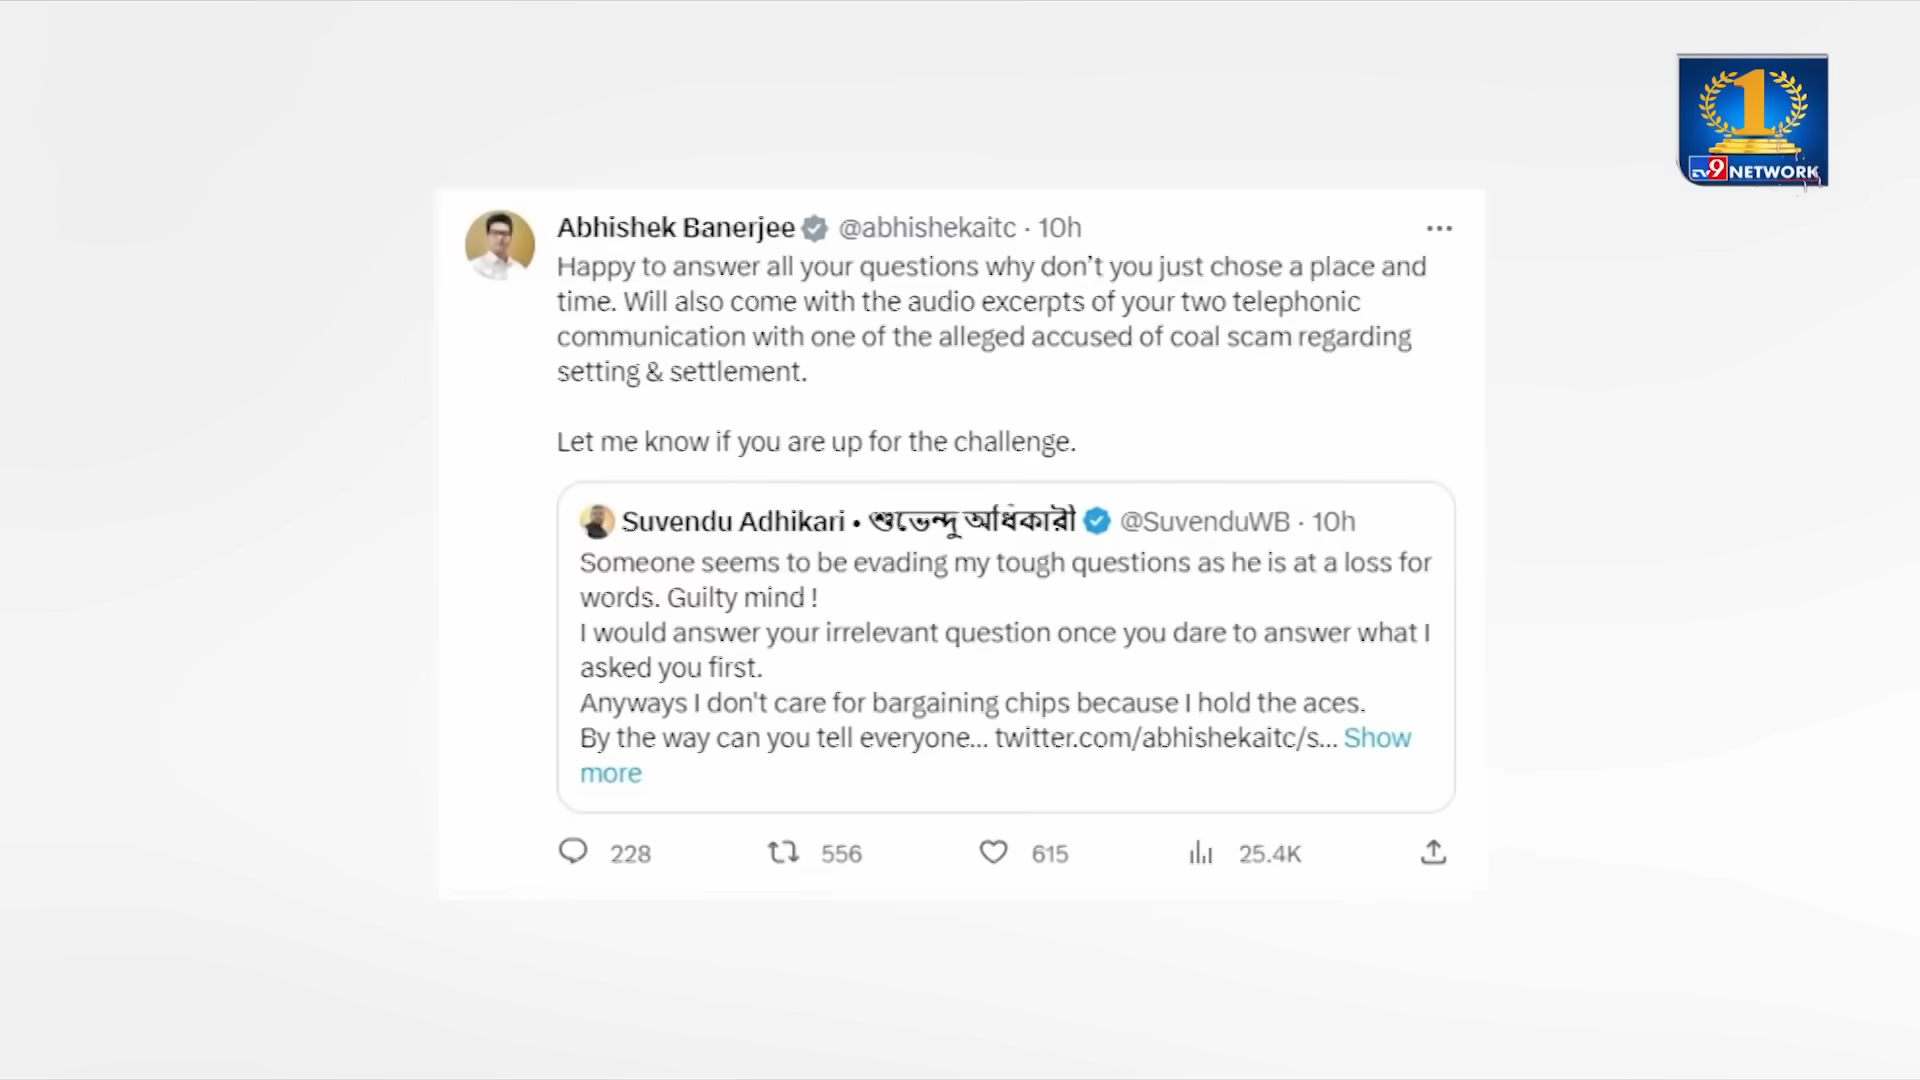 1
TV9 NETWORK
Abhishek Banerjee @abhishekaitc · 10h
Happy to answer all your questions why don’t you just chose a place and
time. Will also come with the audio excerpts of your two telephonic
communication with one of the alleged accused of coal scam regarding
setting & settlement.
Let me know if you are up for the challenge.
Suvendu Adhikari • শুভেন্দু অধিকারী @SuvenduWB · 10h
Someone seems to be evading my tough questions as he is at a loss for
words. Guilty mind !
I would answer your irrelevant question once you dare to answer what I
asked you first.
Anyways I don't care for bargaining chips because I hold the aces.
By the way can you tell everyone... twitter.com/abhishekaitc/s... Show
more
228 556 615 25.4K